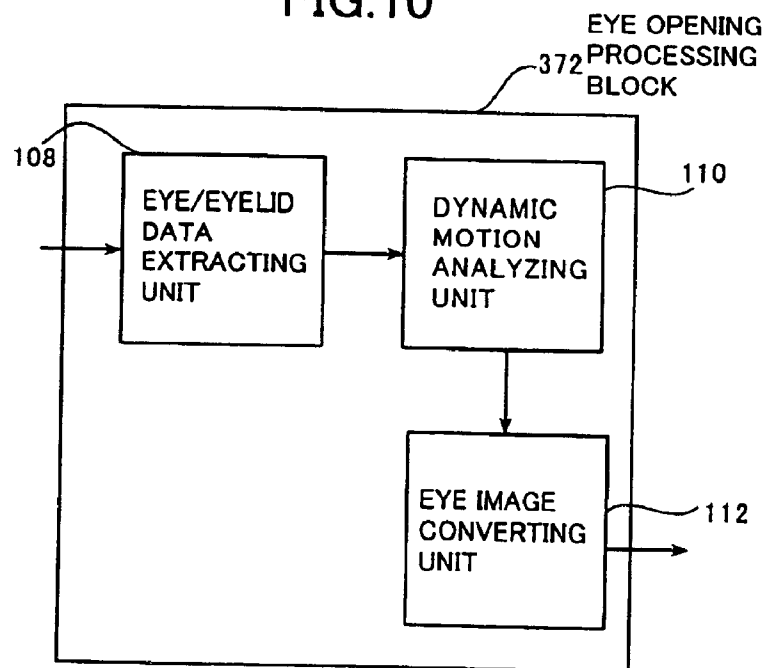 FIG.10
EYE OPENING
372 PROCESSING
BLOCK
108
EYE/EYELID
DATA
EXTRACTING
UNIT
110
DYNAMIC
MOTION
ANALYZING
UNIT
EYE IMAGE
CONVERTING
UNIT
112